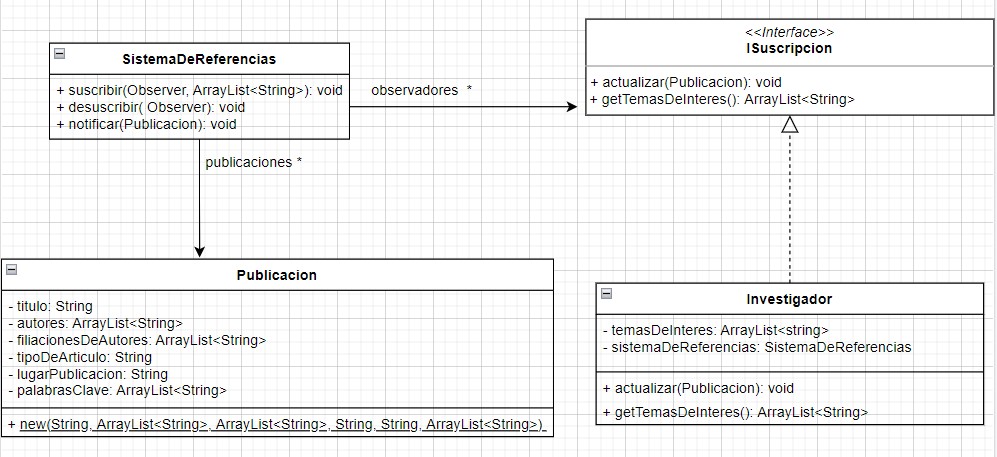 SistemaDeReferencias
+ suscribir(Observer, ArrayList<String>): void
+ desuscribir( Observer): void
+ notificar(Publicacion): void
observadores *
<<Interface>>
ISuscripcion
+ actualizar(Publicacion): void
+ getTemasDeInteres(): ArrayList<String>
publicaciones *
Publicacion
- titulo: String
- autores: ArrayList<String>
- filiacionesDeAutores: ArrayList<String>
- tipoDeArticulo: String
- lugarPublicacion: String
- palabrasClave: ArrayList<String>
+ new(String, ArrayList<String>, ArrayList<String>, String, String, ArrayList<String>)
Investigador
- temasDeInteres: ArrayList<string>
- sistemaDeReferencias: SistemaDeReferencias
+ actualizar(Publicacion): void
+ getTemasDeInteres(): ArrayList<String>